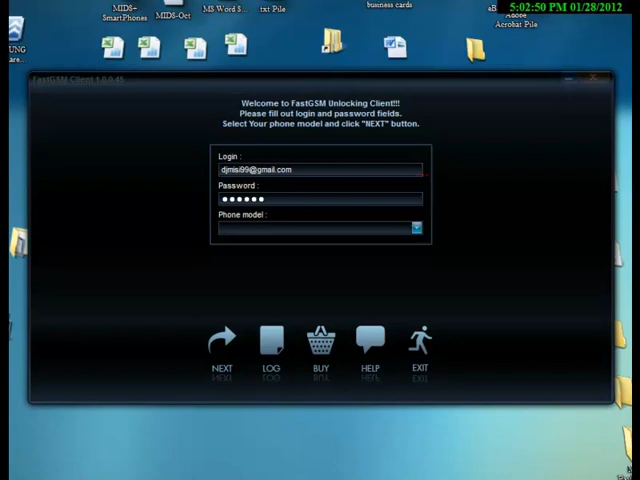 5:02:50 PM 01/28/2012
MIDS+
SmartPhones
MIDS-Oct
MS Word S...
.txt File
business cards
Adobe
Acrobat Pile
FastGSM Client 1.0.0.45
Welcome to FastGSM Unlocking Client!!!
Please fill out login and password fields.
Select Your phone model and click "NEXT" button.
Login :
djmisi99@gmail.com
Password :
Phone model :
NEXT
LOG
BUY
HELP
EXIT